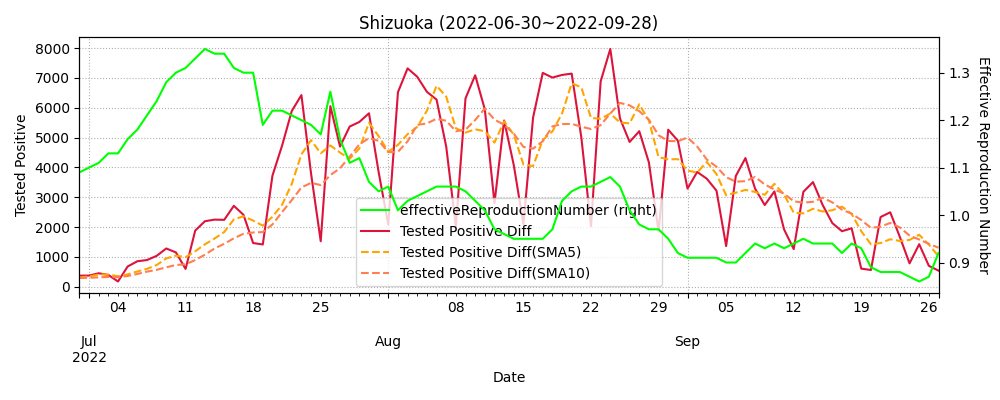 Shizuoka (2022-06-30~2022-09-28)
Tested Positive
8000
7000
6000
5000
4000
3000
2000
1000
0
1.3
1.2
1.1
1.0
0.9
Effective Reproduction Number
effectiveReproductionNumber (right)
Tested Positive Diff
Tested Positive Diff(SMA5)
Tested Positive Diff(SMA10)
04 11 18 25 08 15 22 29 05 12 19 26
Jul Aug Sep
2022
Date